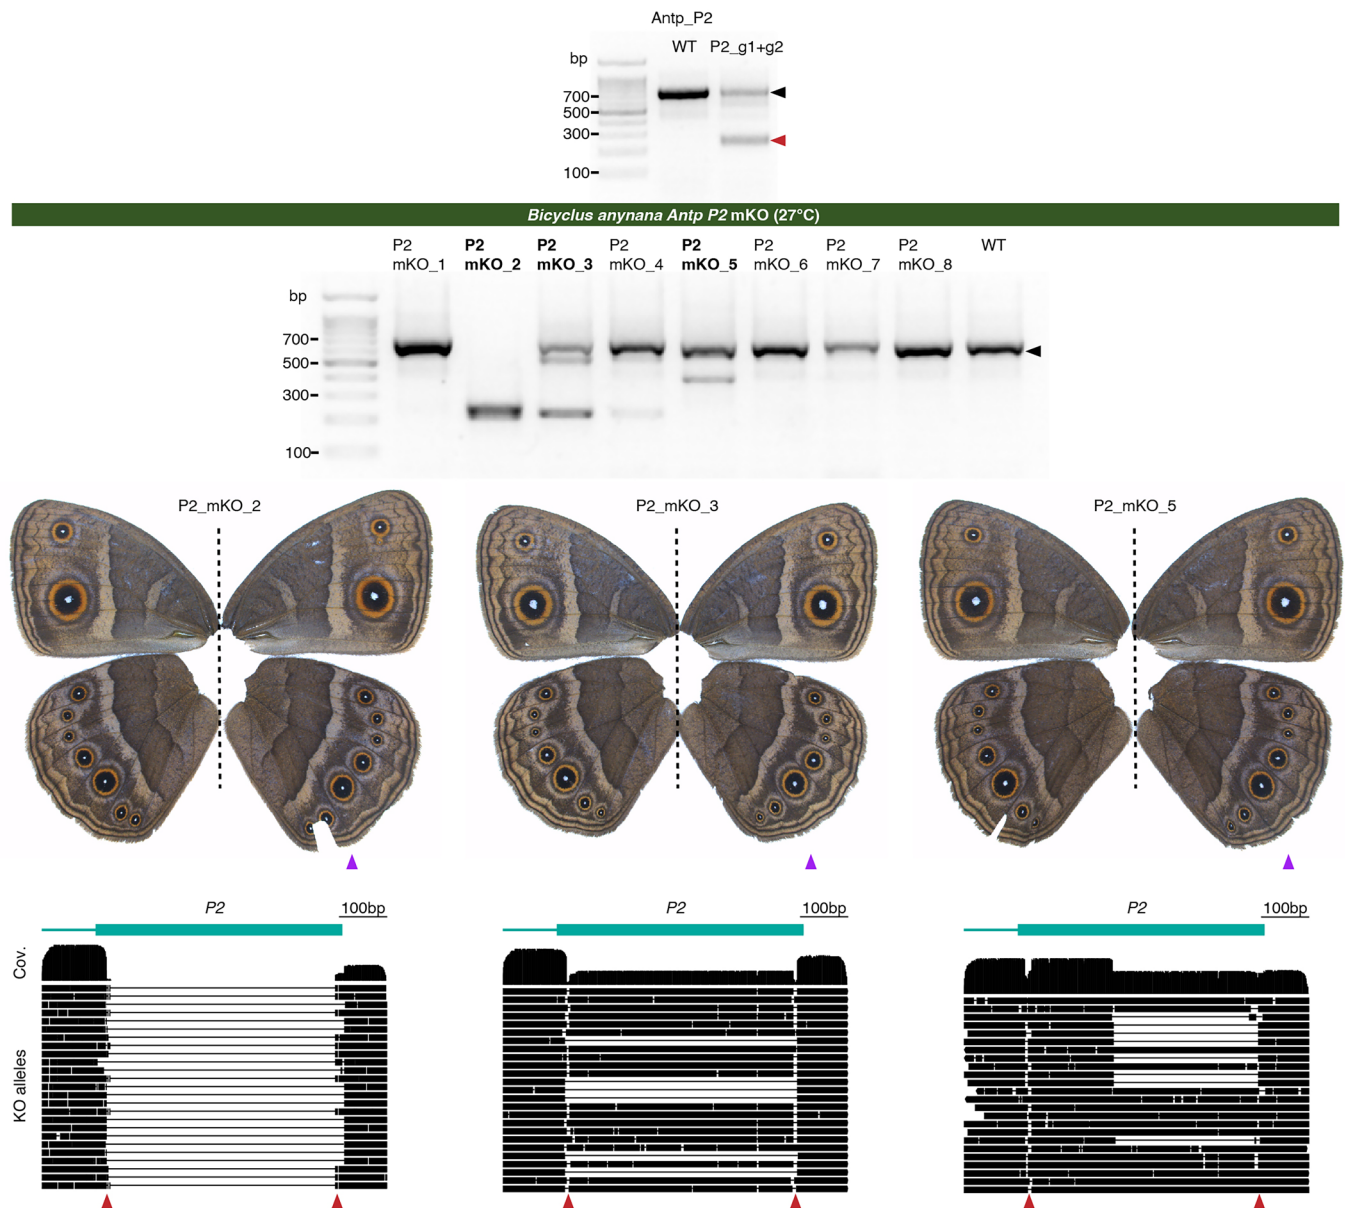 Antp_P2
WT P2_g1+g2
bp
700
500
300
100
Bicyclus anynana Antp P2 mKO (27°C)
P2 P2 P2 P2 P2 P2 P2 P2 WT
mKO_1 mKO_2 mKO_3 mKO_4 mKO_5 mKO_6 mKO_7 mKO_8
bp
700
500
300
100
P2_mKO_2 P2_mKO_3 P2_mKO_5
P2 100bp P2 100bp P2 100bp
Cov.
KO alleles